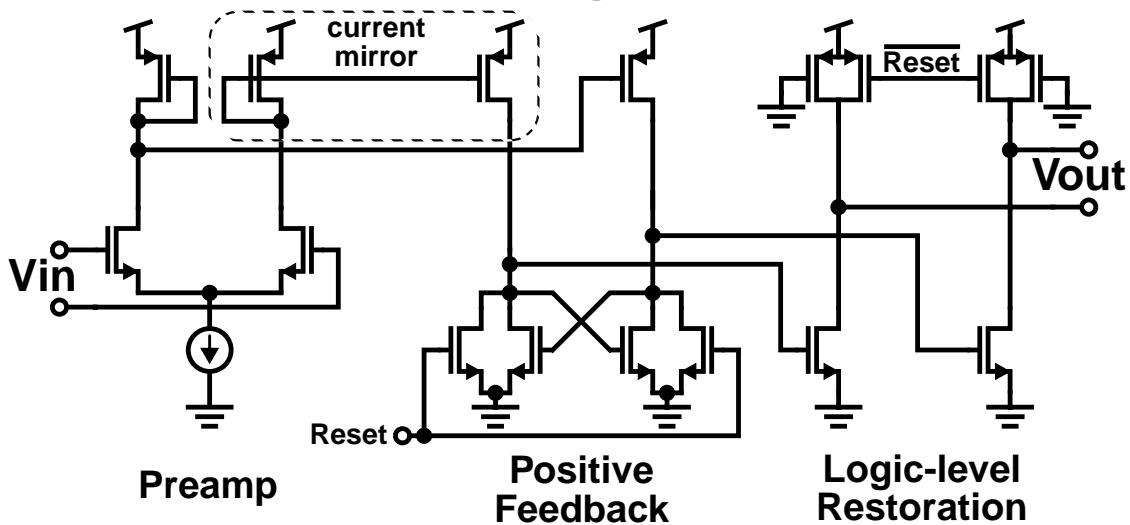 current
mirror
Reset
Vout
Vin
Reset
Preamp
Positive
Feedback
Logic-level
Restoration